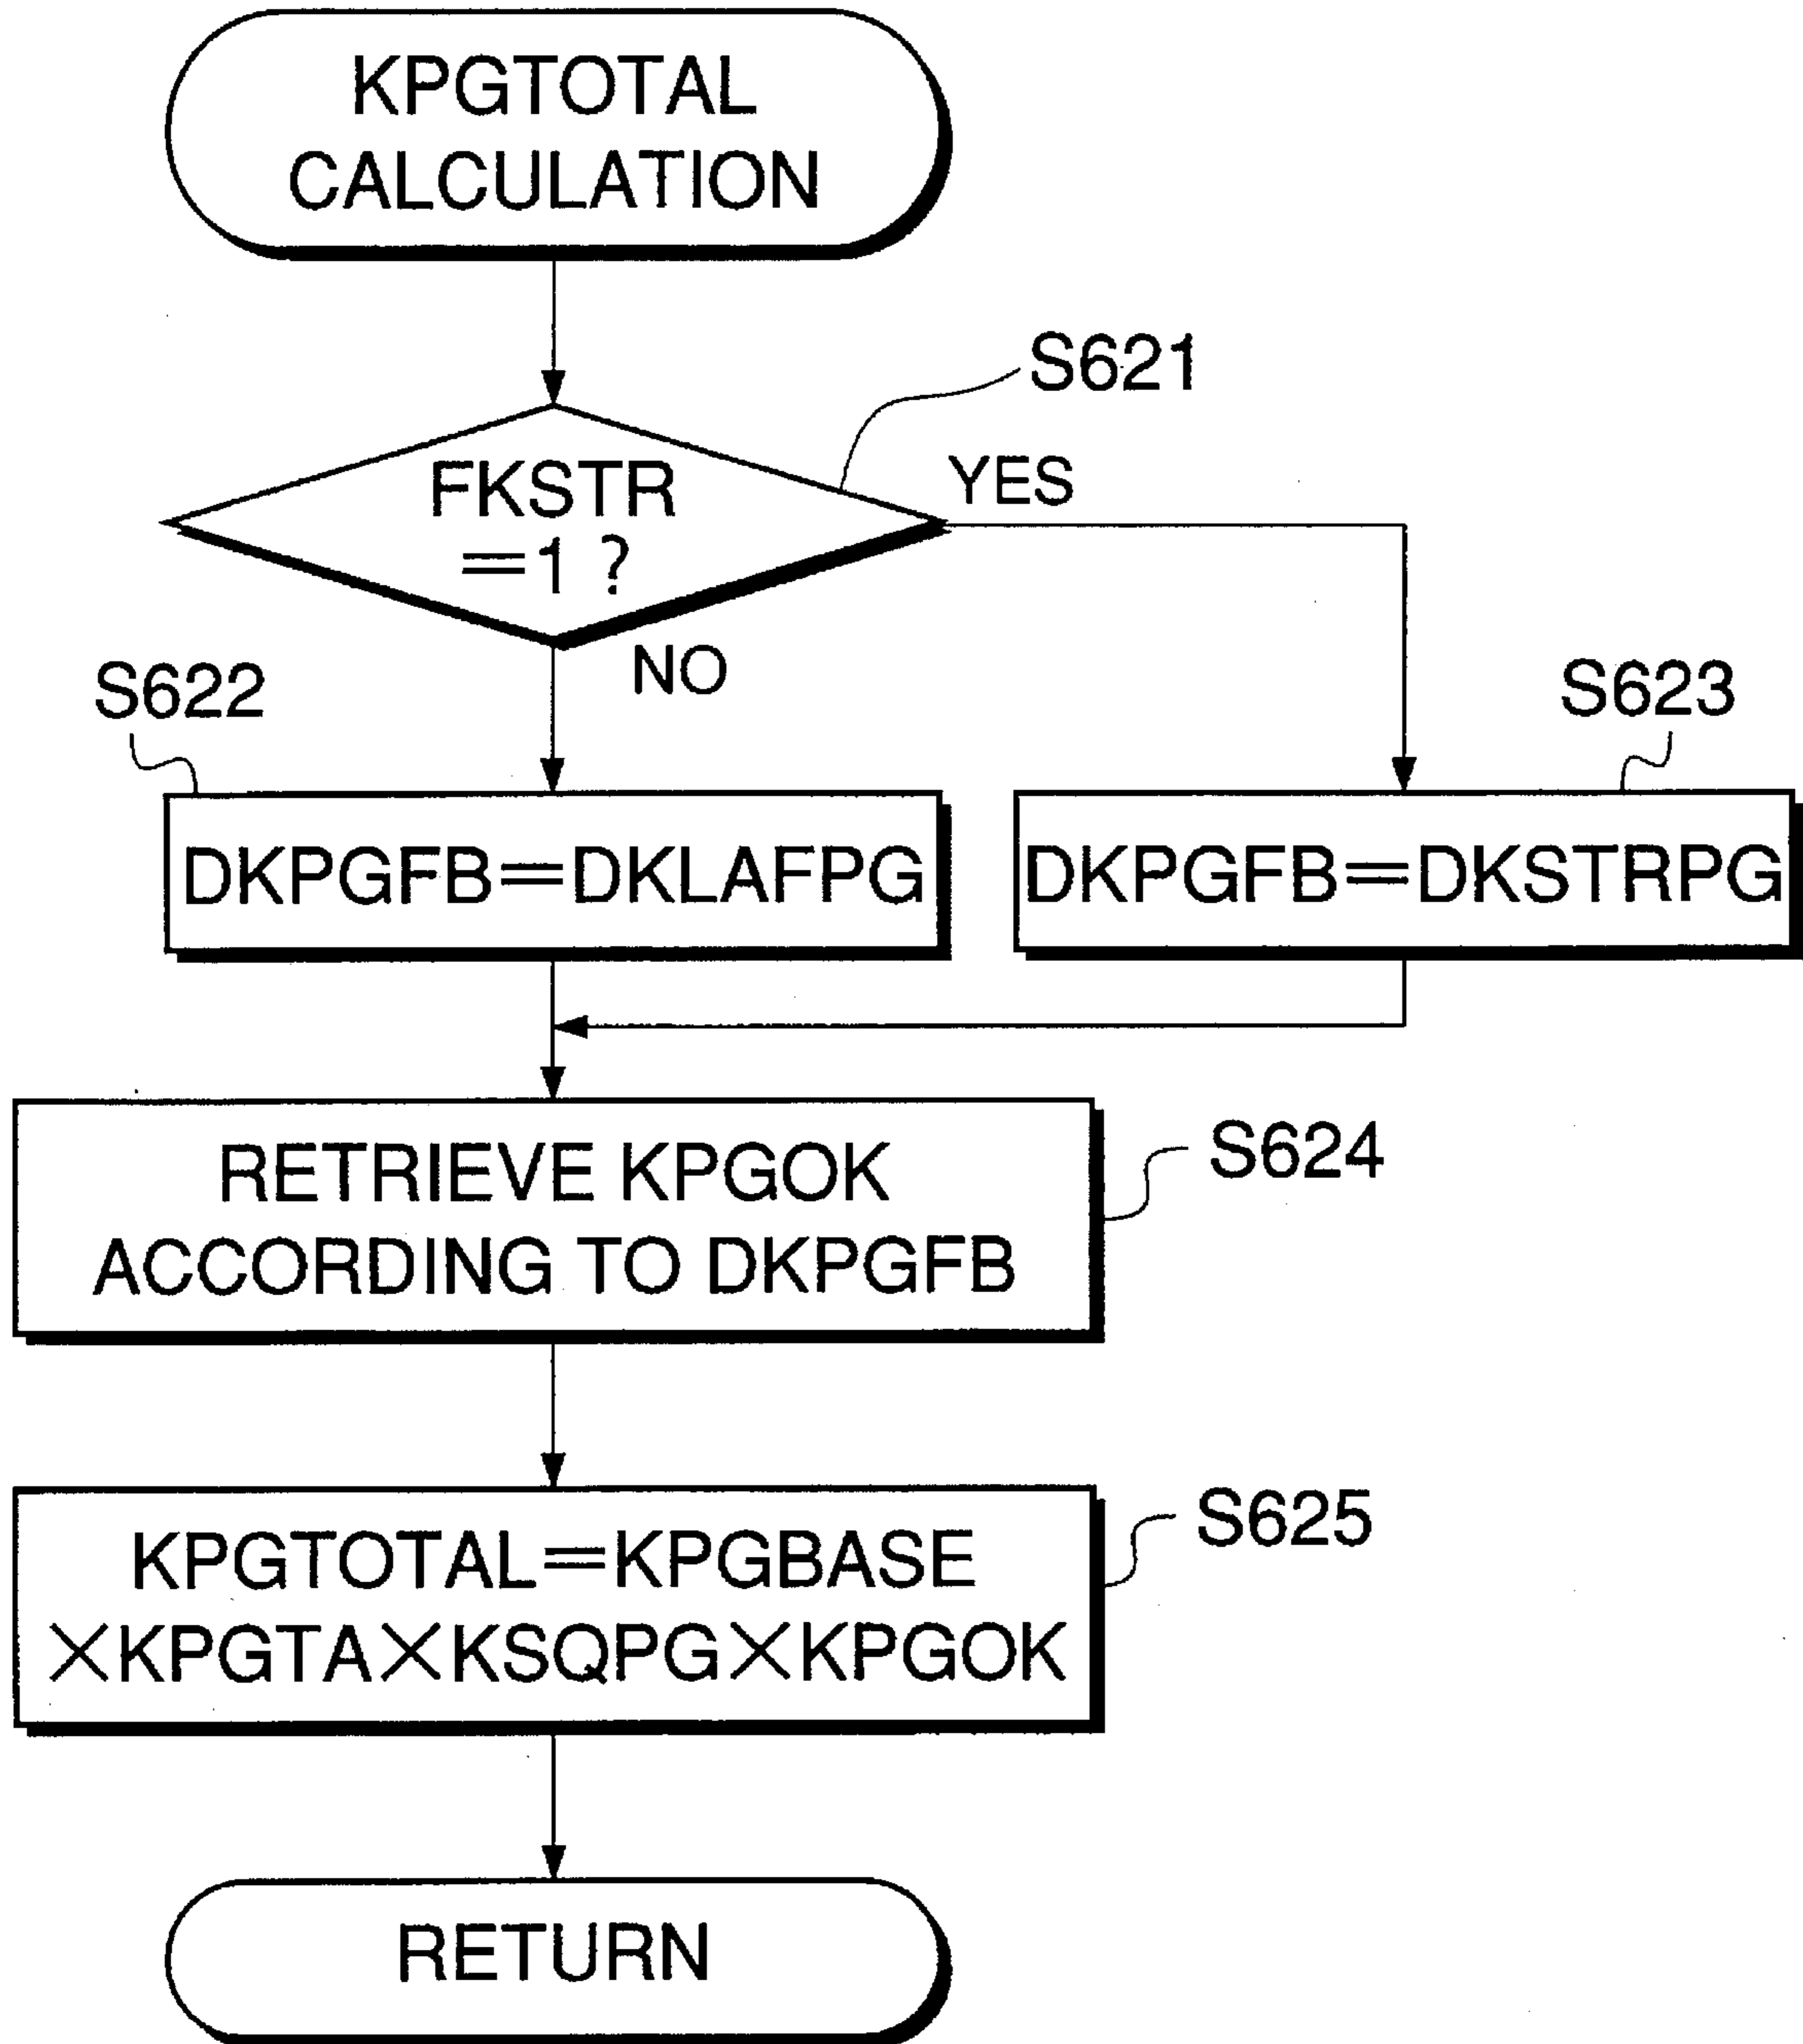 KPGTOTAL
CALCULATION
S621
FKSTR
=1 ?
YES
NO
S622
S623
DKPGFB=DKLAFPG
DKPGFB=DKSTRPG
RETRIEVE KPGOK
ACCORDING TO DKPGFB
S624
KPGTOTAL=KPGBASE
×KPGTA×KSQPG×KPGOK
S625
RETURN